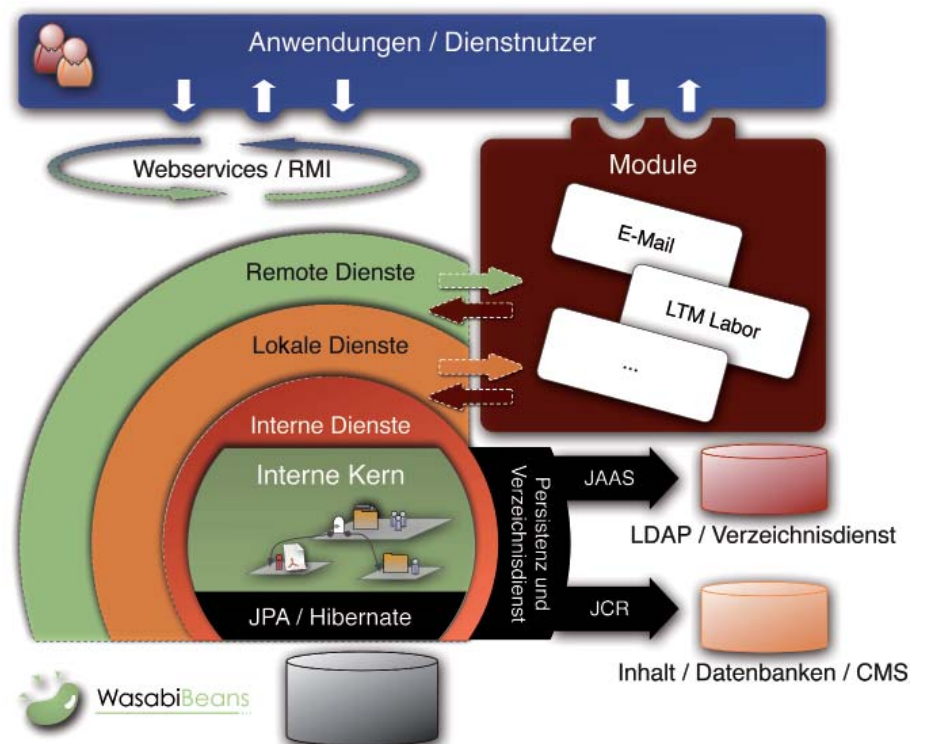 Anwendungen / Dienstnutzer
Webservices / RMI
Module
E-Mail
LTM Labor
...
Remote Dienste
Lokale Dienste
Interne Dienste
Interne Kern
JPA / Hibernate
Persistenz und
Verzeichnisdienst
JAAS
LDAP / Verzeichnisdienst
JCR
Inhalt / Datenbanken / CMS
WasabiBeans